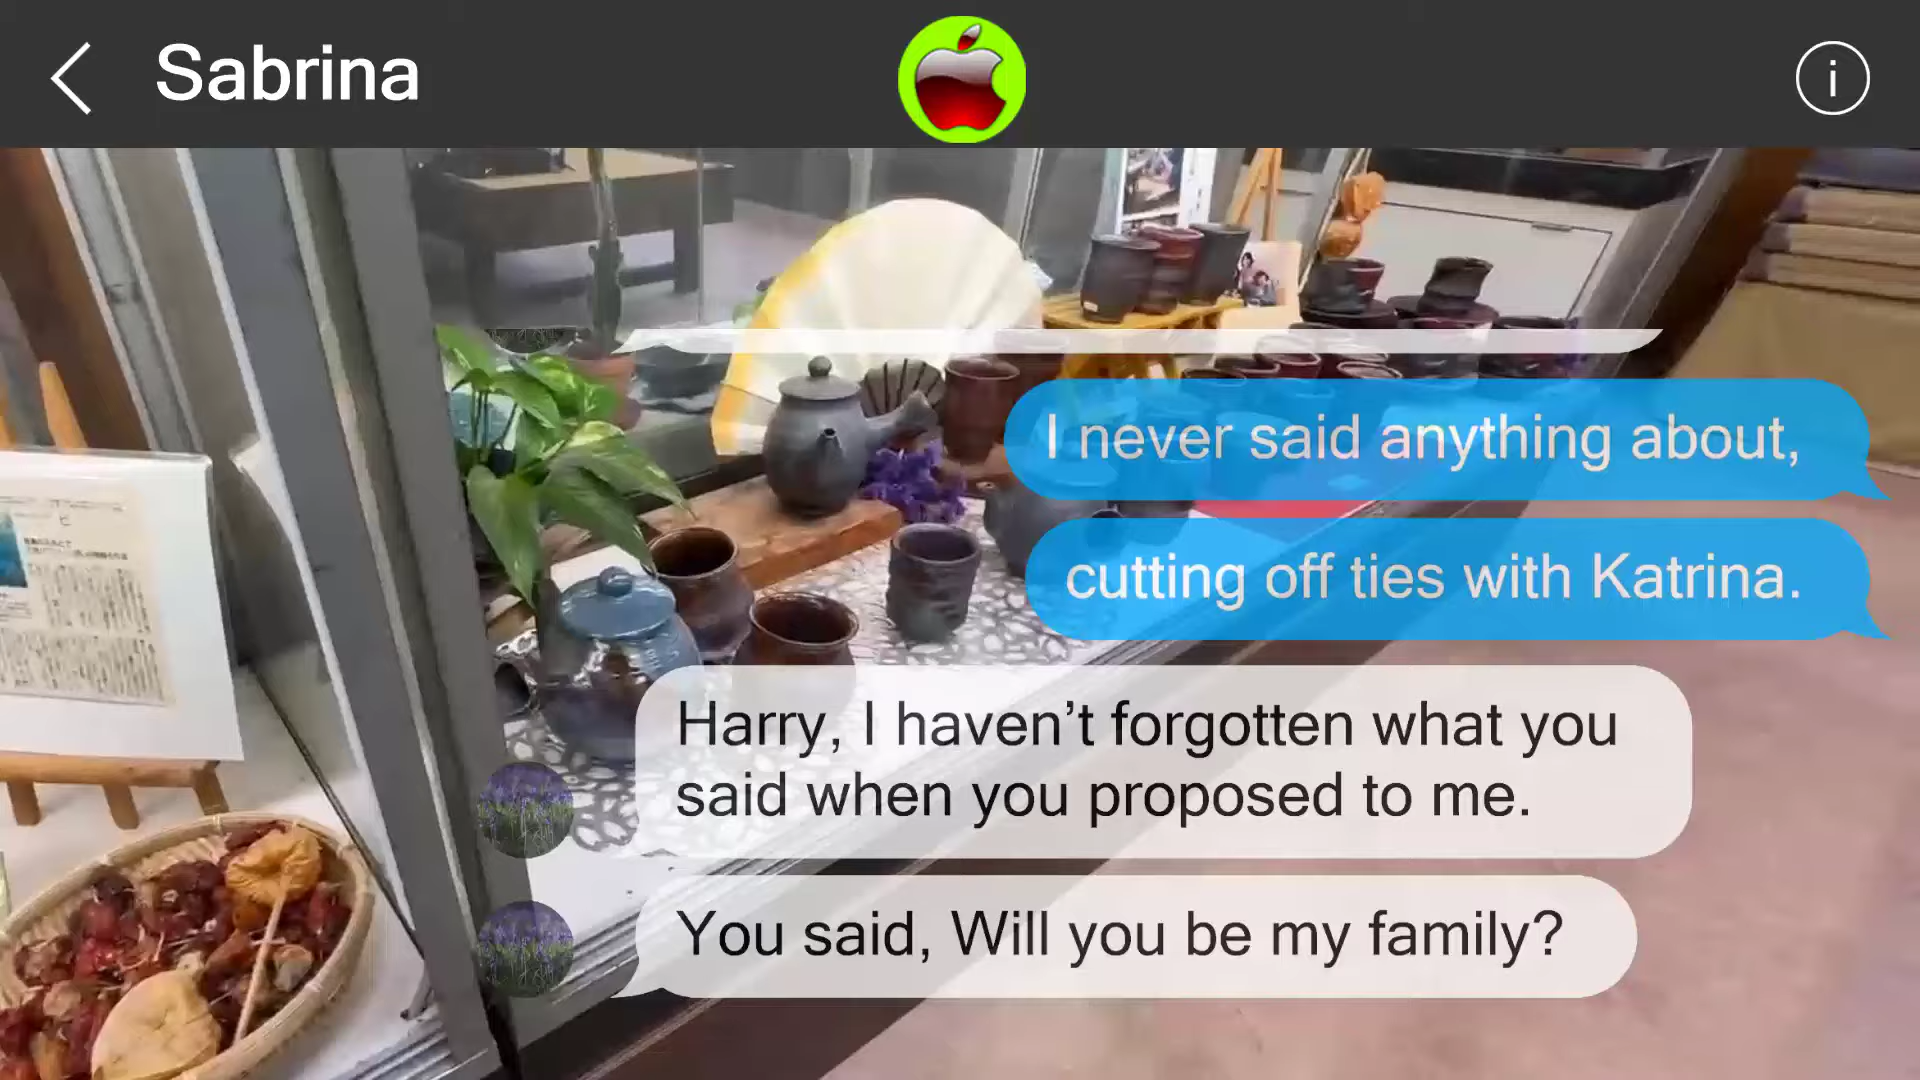 Sabrina
i
I never said anything about,
cutting off ties with Katrina.
Harry, I haven’t forgotten what you
said when you proposed to me.
You said, Will you be my family?